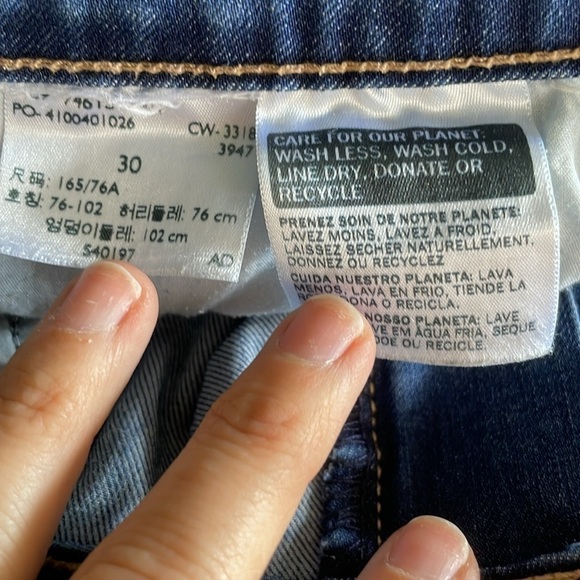 PO- 4100401026
CW- 3318
3947
30
尺码: 165/76A
호칭: 76-102 허리둘레: 76 cm
엉덩이둘레: 102 cm
S40197
AD
CARE FOR OUR PLANET:
WASH LESS, WASH COLD,
LINE DRY, DONATE OR
RECYCLE
PRENEZ SOIN DE NOTRE PLANETE:
LAVEZ MOINS, LAVEZ A FROID,
LAISSEZ SECHER NATURELLEMENT,
DONNEZ OU RECYCLEZ
CUIDA NUESTRO PLANETA: LAVA
MENOS, LAVA EN FRIO, TIENDE LA
DONA O RECICLA.
NOSSO PLANETA: LAVE
VE EM AGUA FRIA, SEQUE
OE OU RECICLE.